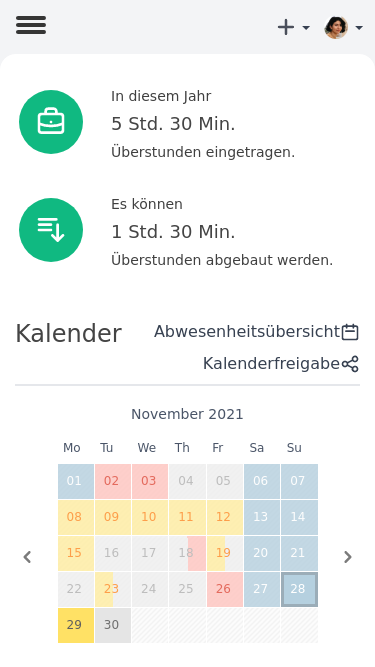 In diesem Jahr
5 Std. 30 Min.
Überstunden eingetragen.
Es können
1 Std. 30 Min.
Überstunden abgebaut werden.
Kalender
Abwesenheitsübersicht
Kalenderfreigabe
November 2021
Mo Tu We Th Fr Sa Su
01 02 03 04 05 06 07
08 09 10 11 12 13 14
15 16 17 18 19 20 21
22 23 24 25 26 27 28
29 30